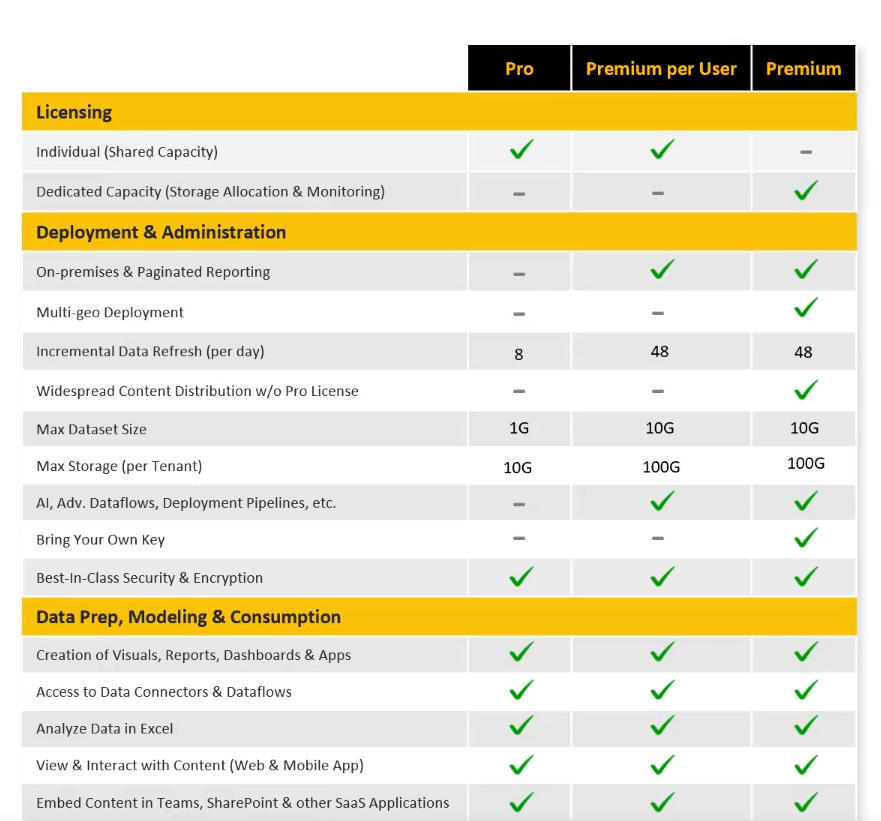 Pro Premium per User Premium
Licensing
Individual (Shared Capacity) ✓ ✓ –
Dedicated Capacity (Storage Allocation & Monitoring) – – ✓
Deployment & Administration
On-premises & Paginated Reporting – ✓ ✓
Multi-geo Deployment – – ✓
Incremental Data Refresh (per day) 8 48 48
Widespread Content Distribution w/o Pro License – – ✓
Max Dataset Size 1G 10G 10G
Max Storage (per Tenant) 10G 100G 100G
AI, Adv. Dataflows, Deployment Pipelines, etc. – ✓ ✓
Bring Your Own Key – – ✓
Best-In-Class Security & Encryption ✓ ✓ ✓
Data Prep, Modeling & Consumption
Creation of Visuals, Reports, Dashboards & Apps ✓ ✓ ✓
Access to Data Connectors & Dataflows ✓ ✓ ✓
Analyze Data in Excel ✓ ✓ ✓
View & Interact with Content (Web & Mobile App) ✓ ✓ ✓
Embed Content in Teams, SharePoint & other SaaS Applications ✓ ✓ ✓